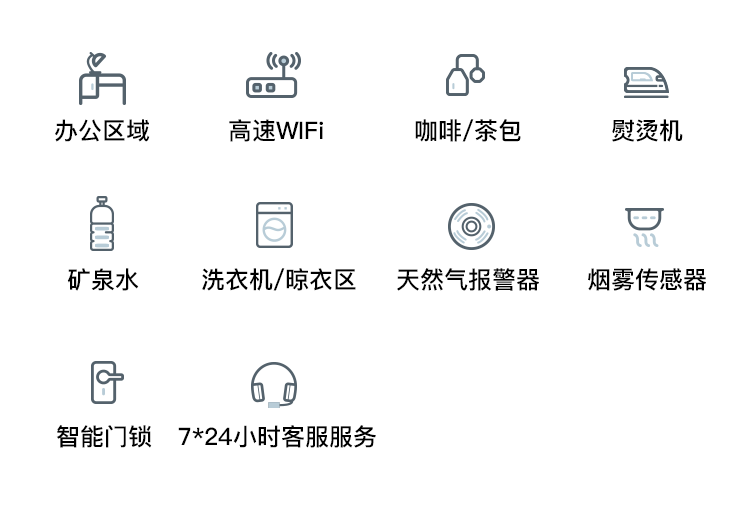 办公区域
高速WIFi
咖啡/茶包
熨烫机
矿泉水
洗衣机/晾衣区
天然气报警器
烟雾传感器
智能门锁
7*24小时客服服务